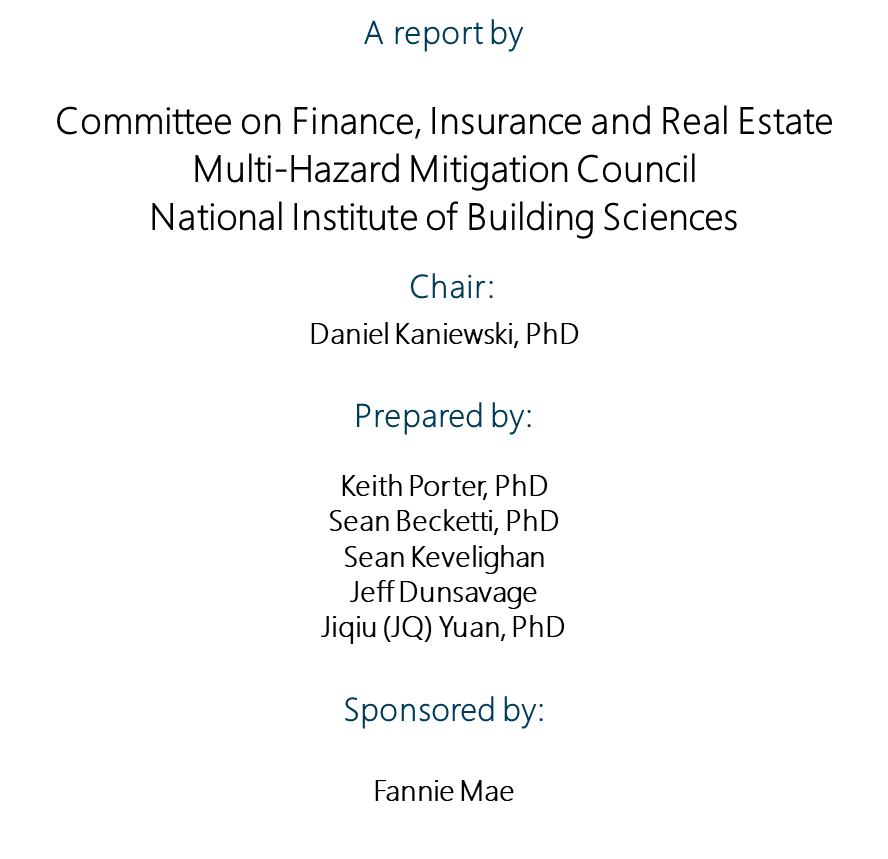 A report by
Committee on Finance, Insurance and Real Estate
Multi-Hazard Mitigation Council
National Institute of Building Sciences
Chair:
Daniel Kaniewski, PhD
Prepared by:
Keith Porter, PhD
Sean Becketti, PhD
Sean Kevelighan
Jeff Dunsavage
Jiqiu (JQ) Yuan, PhD
Sponsored by:
Fannie Mae